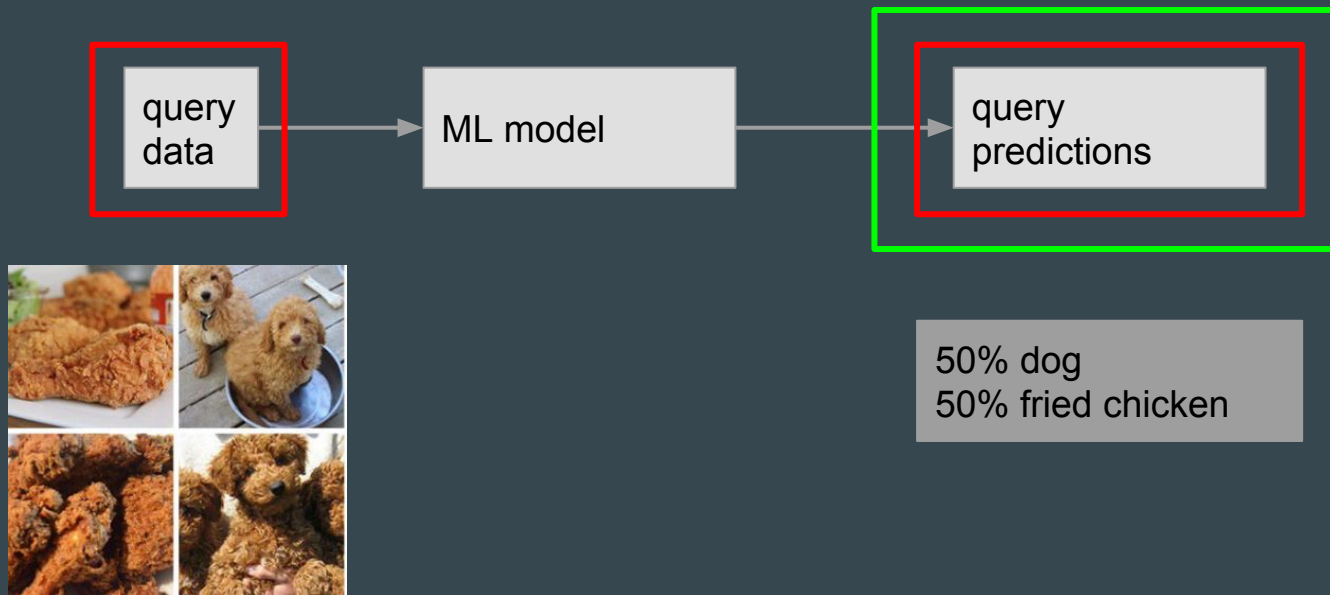 query
data
ML model
query
predictions
50% dog
50% fried chicken